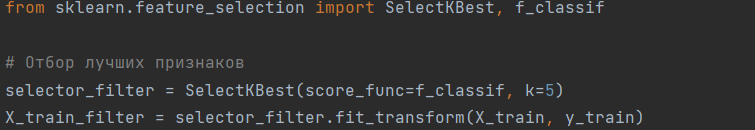 from sklearn.feature_selection import SelectKBest, f_classif
# Отбор лучших признаков
selector_filter = SelectKBest(score_func=f_classif, k=5)
X_train_filter = selector_filter.fit_transform(X_train, y_train)